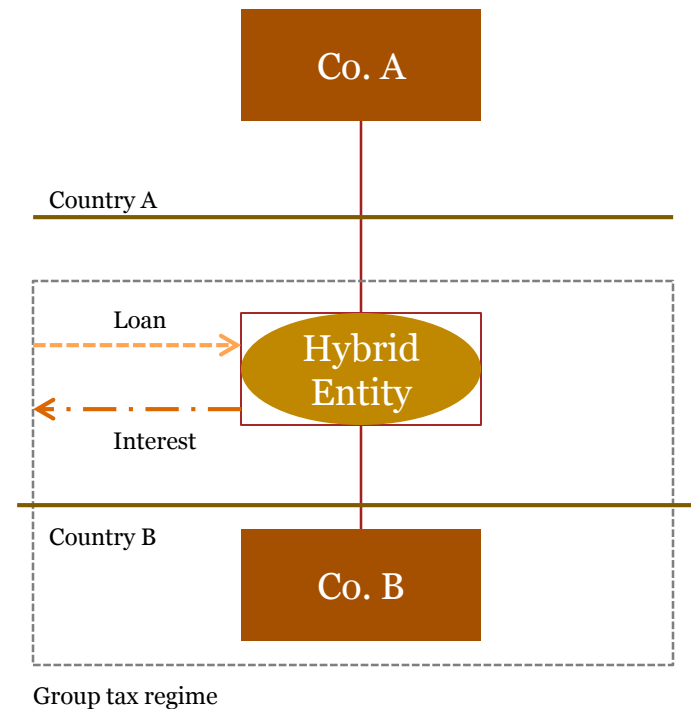 Co. A
Country A
Loan
Hybrid
Entity
Interest
Country B
Co. B
Group tax regime